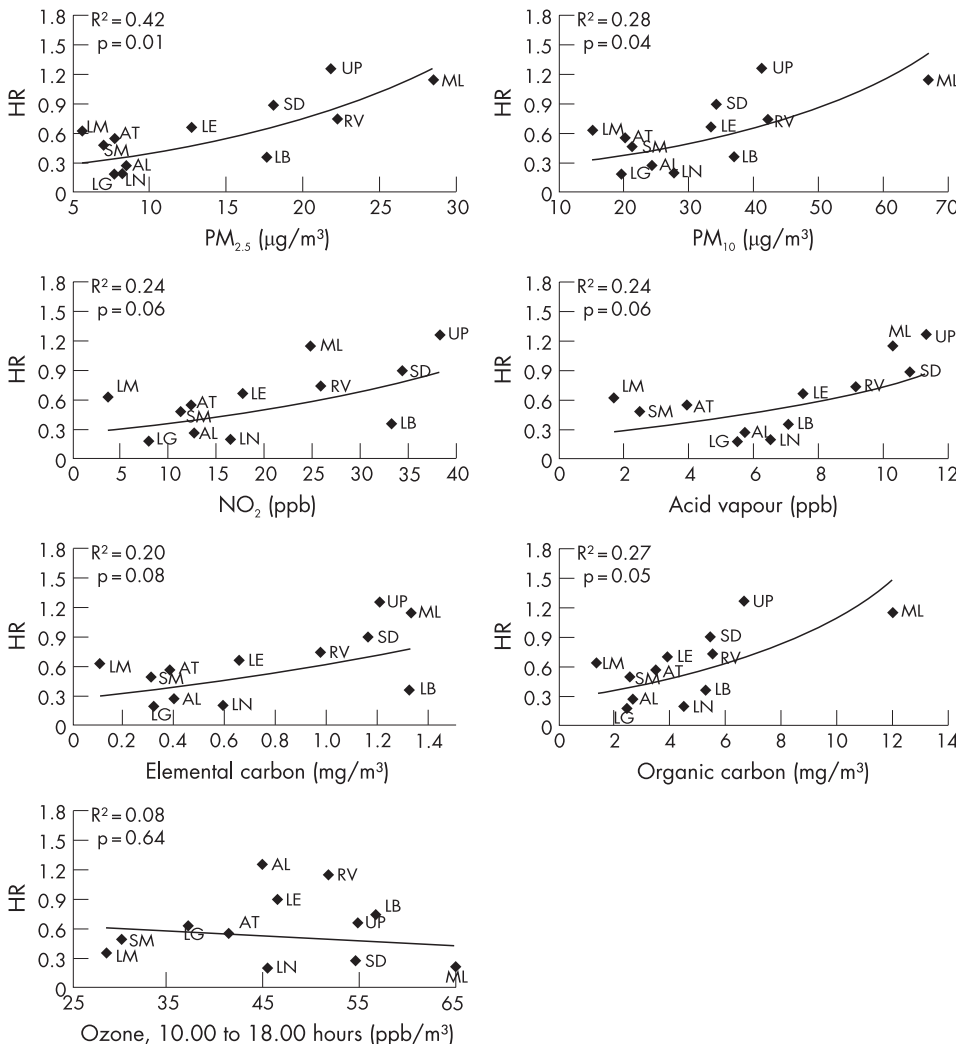 R² = 0.42
p = 0.01
HR
1.8
1.5
1.2
0.9
0.6
0.3
0
UP
ML
SD
RV
LE
LM
AT
SM
LB
AL
LG
LN
5
10
15
20
25
30
PM2.5 (µg/m³)
R² = 0.28
p = 0.04
HR
1.8
1.5
1.2
0.9
0.6
0.3
0
UP
ML
SD
RV
LE
LM
AT
SM
LB
AL
LG
LN
10
20
30
40
50
60
70
PM10 (µg/m³)
R² = 0.24
p = 0.06
HR
1.8
1.5
1.2
0.9
0.6
0.3
0
UP
ML
SD
RV
LE
LM
AT
SM
LB
AL
LG
LN
0
5
10
15
20
25
30
35
40
NO2 (ppb)
R² = 0.24
p = 0.06
HR
1.8
1.5
1.2
0.9
0.6
0.3
0
ML
UP
SD
RV
LE
LM
AT
SM
LB
AL
LG
LN
0
2
4
6
8
10
12
Acid vapour (ppb)
R² = 0.20
p = 0.08
HR
1.8
1.5
1.2
0.9
0.6
0.3
0
UP
ML
SD
RV
LE
LM
AT
SM
LB
AL
LG
LN
0
0.2
0.4
0.6
0.8
1.0
1.2
1.4
Elemental carbon (mg/m³)
R² = 0.27
p = 0.05
HR
1.8
1.5
1.2
0.9
0.6
0.3
0
UP
ML
SD
RV
LE
LM
AT
SM
LB
AL
LG
LN
0
2
4
6
8
10
12
14
Organic carbon (mg/m³)
R² = 0.08
p = 0.64
HR
1.8
1.5
1.2
0.9
0.6
0.3
0
AL
RV
LE
LB
UP
LG
AT
SM
LM
LN
SD
ML
25
35
45
55
65
Ozone, 10.00 to 18.00 hours (ppb/m³)